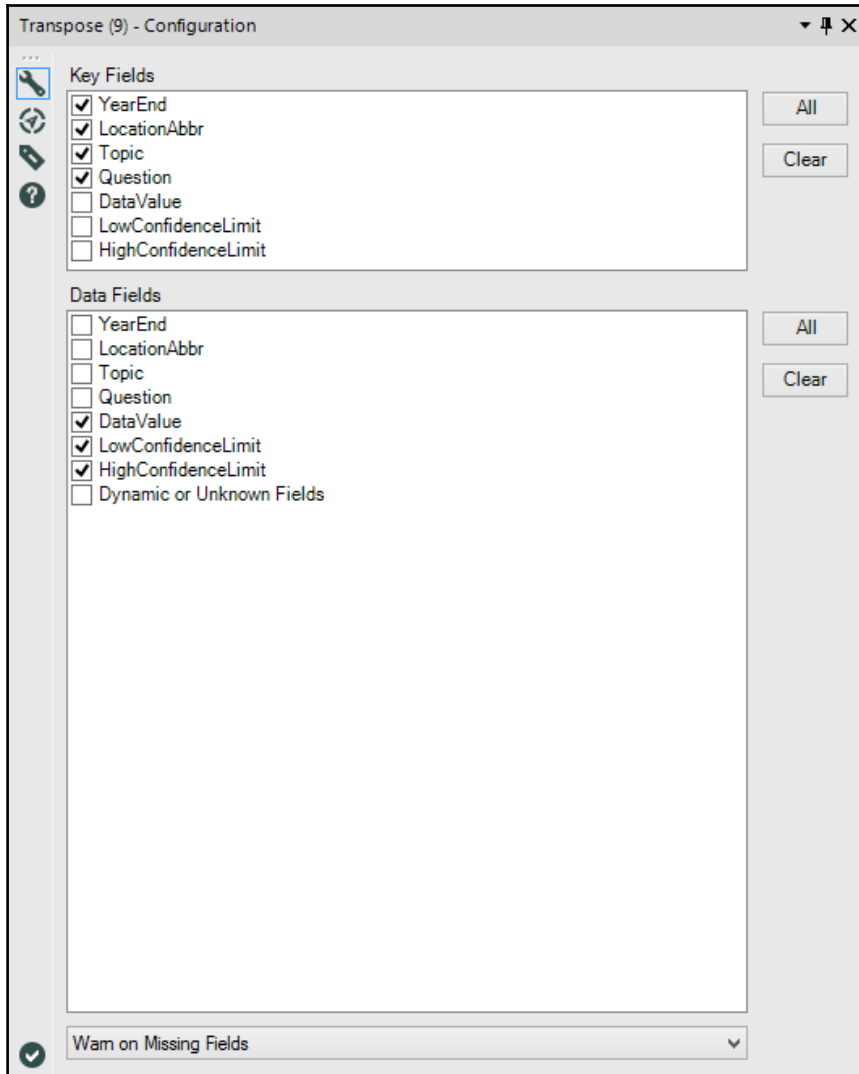 Transpose (9) - Configuration
Key Fields
YearEnd
LocationAbbr
Topic
Question
DataValue
LowConfidenceLimit
HighConfidenceLimit
All
Clear
Data Fields
YearEnd
LocationAbbr
Topic
Question
DataValue
LowConfidenceLimit
HighConfidenceLimit
Dynamic or Unknown Fields
All
Clear
Warn on Missing Fields